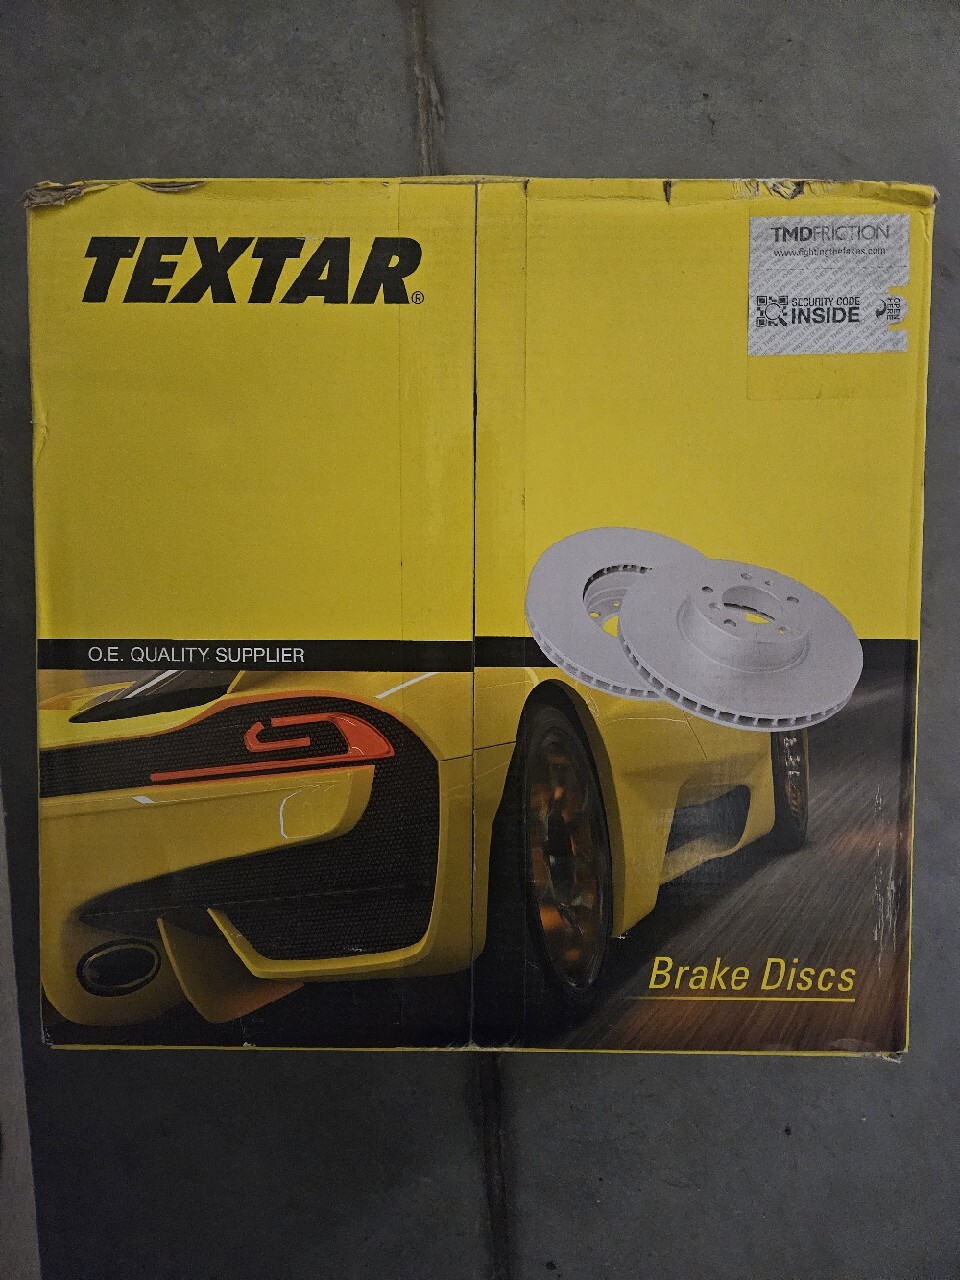 TEXTAR®
TMDFRICTION
www.fightingthefakes.com
SECURITY CODE
INSIDE
OPEN
HERE
O.E. QUALITY SUPPLIER
Brake Discs